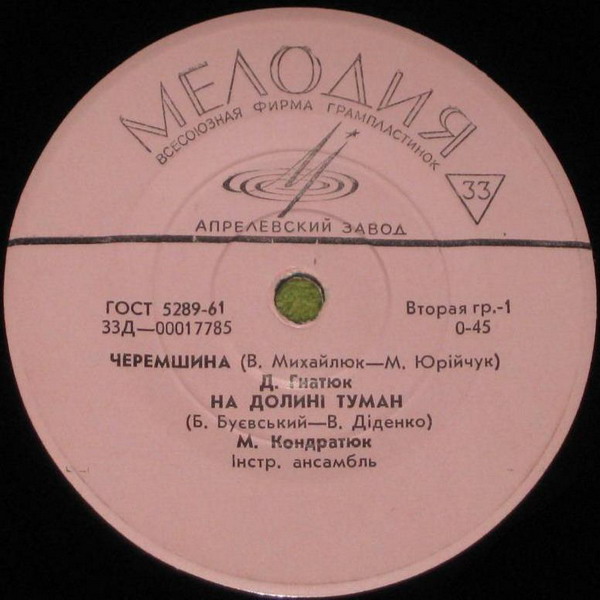 МЕЛОДИЯ
ВСЕСОЮЗНАЯ ФИРМА ГРАМПЛАСТИНОК
33
АПРЕЛЕВСКИЙ ЗАВОД
ГОСТ 5289-61 Вторая гр.-1
33Д—00017785 0-45
ЧЕРЕМШИНА (В. Михайлюк—М. Юрійчук)
Д. Гнатюк
НА ДОЛИНІ ТУМАН
(Б. Буєвський—В. Діденко)
М. Кондратюк
Інстр. ансамбль